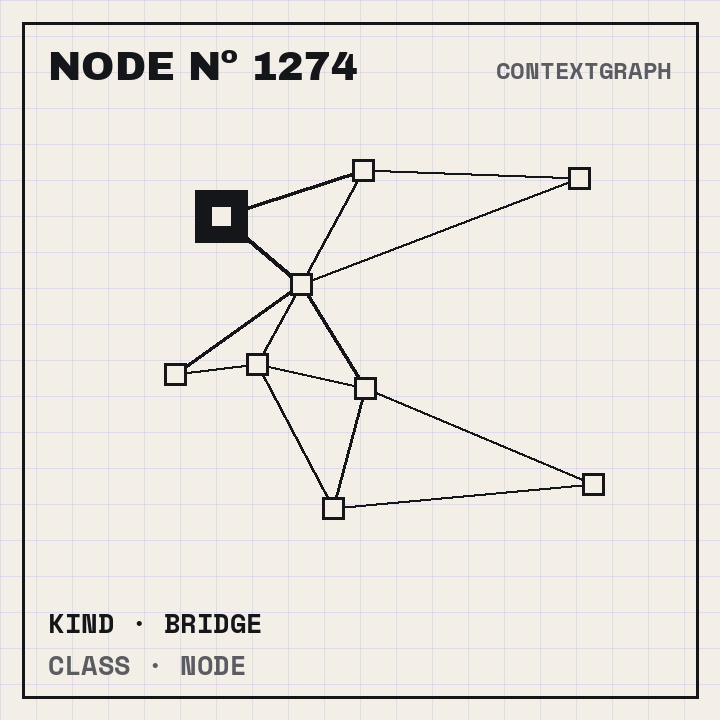 NODE Nº 1274
CONTEXTGRAPH
KIND · BRIDGE
CLASS · NODE